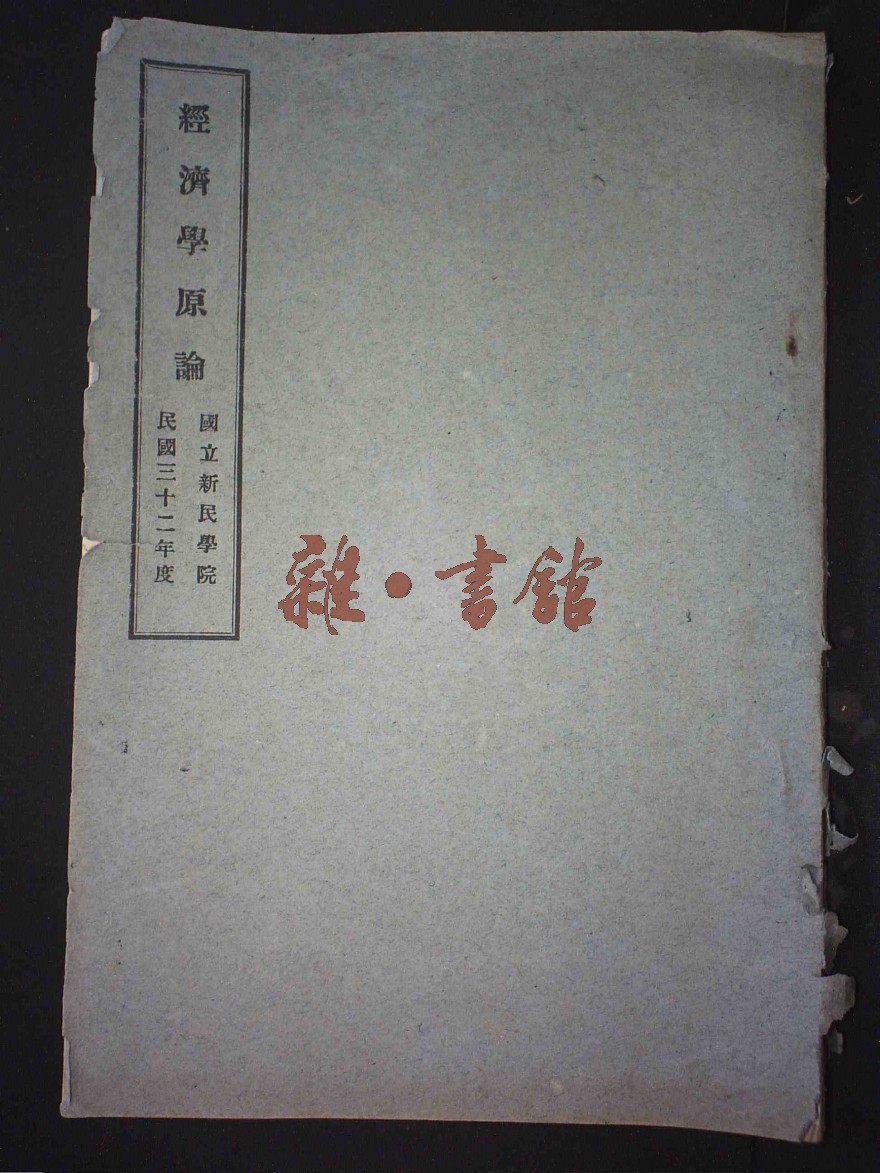 經濟學原論
國立新民學院
民國三十二年度
雜·書館